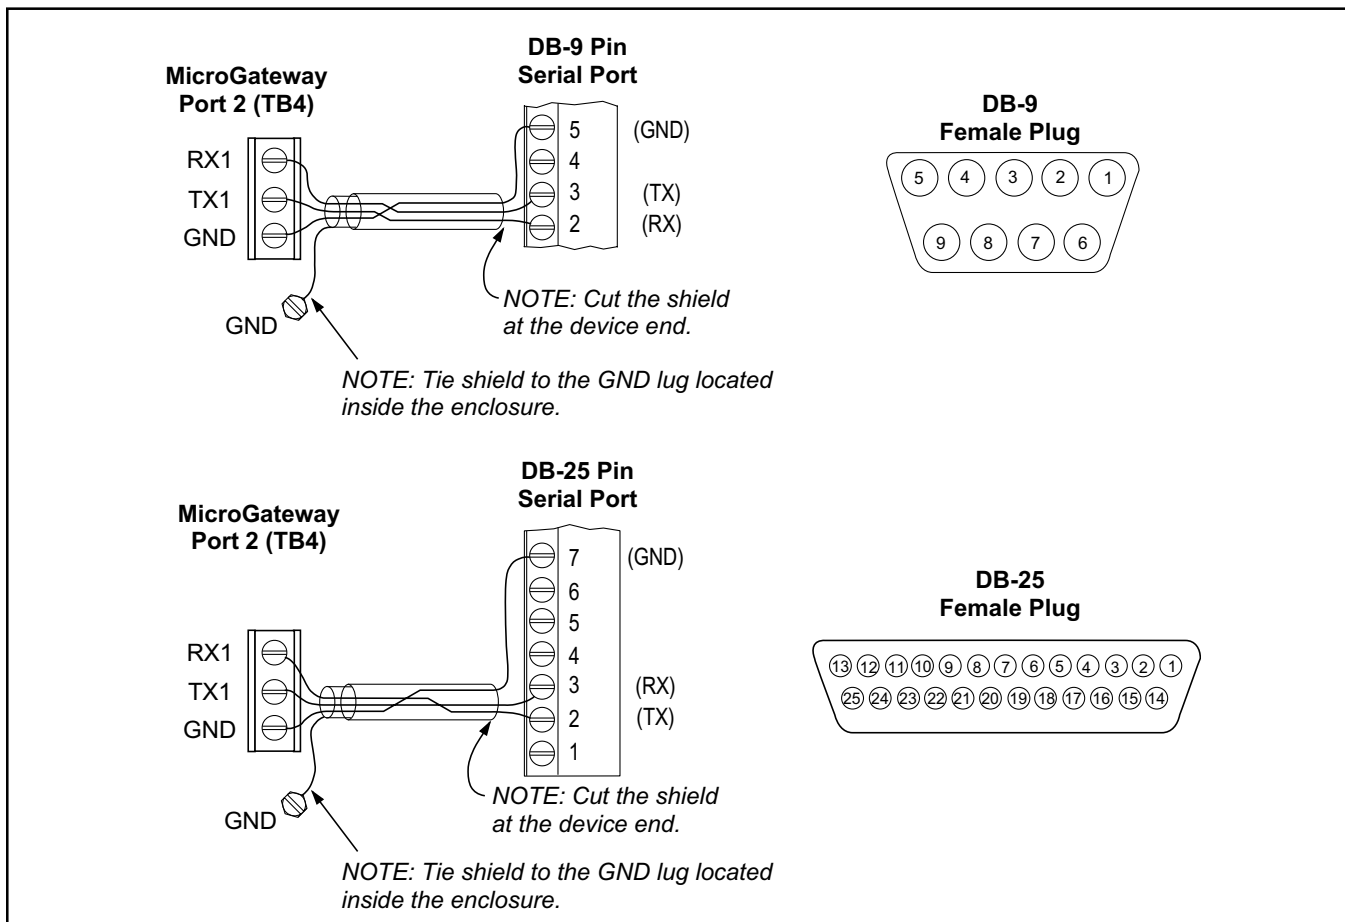 MicroGateway
Port 2 (TB4)
DB-9 Pin
Serial Port
RX1
TX1
GND
5 (GND)
4
3 (TX)
2 (RX)
GND
NOTE: Cut the shield
at the device end.
NOTE: Tie shield to the GND lug located
inside the enclosure.
DB-9
Female Plug
5 4 3 2 1
9 8 7 6
MicroGateway
Port 2 (TB4)
DB-25 Pin
Serial Port
RX1
TX1
GND
7 (GND)
6
5
4
3 (RX)
2 (TX)
1
GND
NOTE: Cut the shield
at the device end.
NOTE: Tie shield to the GND lug located
inside the enclosure.
DB-25
Female Plug
13 12 11 10 9 8 7 6 5 4 3 2 1
25 24 23 22 21 20 19 18 17 16 15 14